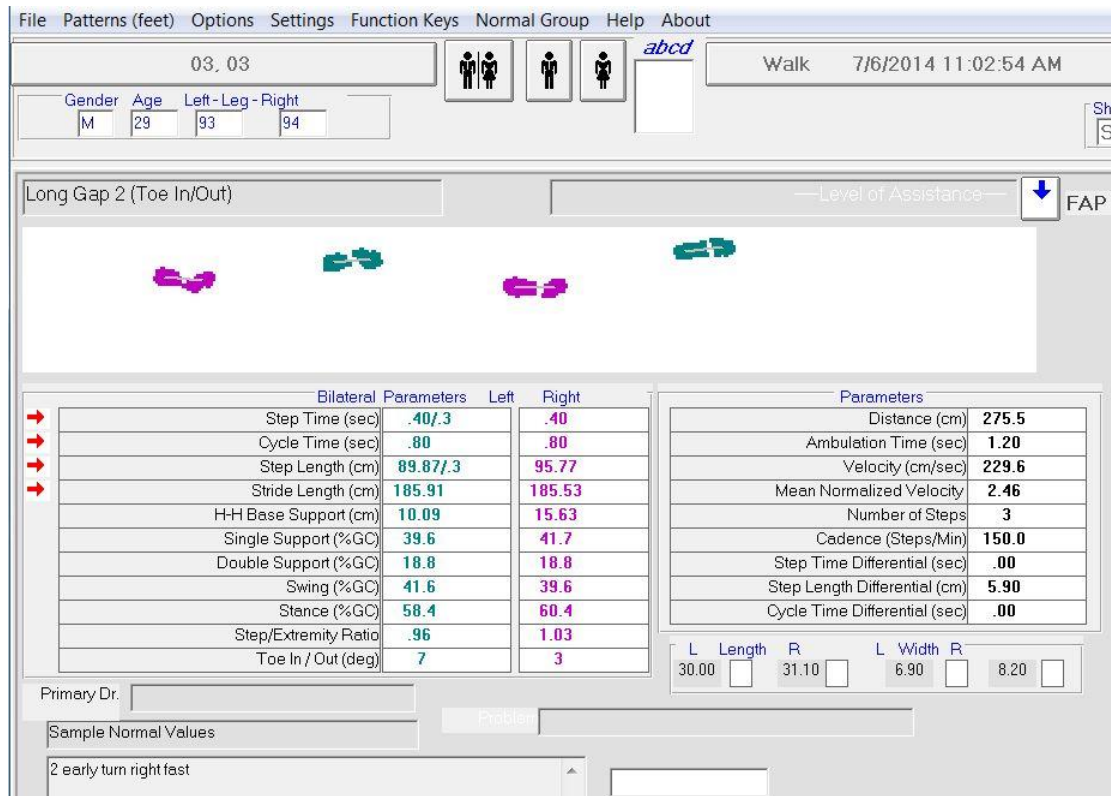 File Patterns (feet) Options Settings Function Keys Normal Group Help About
03, 03
abcd
Walk 7/6/2014 11:02:54 AM
Gender Age Left-Leg-Right
M 29 93 94
Sh
S
Long Gap 2 (Toe In/Out)
—Level of Assistance—
FAP
Bilateral Parameters Left Right
Step Time (sec) .40/.3 .40
Cycle Time (sec) .80 .80
Step Length (cm) 89.87/.3 95.77
Stride Length (cm) 185.91 185.53
H-H Base Support (cm) 10.09 15.63
Single Support (%GC) 39.6 41.7
Double Support (%GC) 18.8 18.8
Swing (%GC) 41.6 39.6
Stance (%GC) 58.4 60.4
Step/Extremity Ratio .96 1.03
Toe In / Out (deg) 7 3
Parameters
Distance (cm) 275.5
Ambulation Time (sec) 1.20
Velocity (cm/sec) 229.6
Mean Normalized Velocity 2.46
Number of Steps 3
Cadence (Steps/Min) 150.0
Step Time Differential (sec) .00
Step Length Differential (cm) 5.90
Cycle Time Differential (sec) .00
L Length R L Width R
30.00 31.10 6.90 8.20
Primary Dr.
Problem
Sample Normal Values
2 early turn right fast